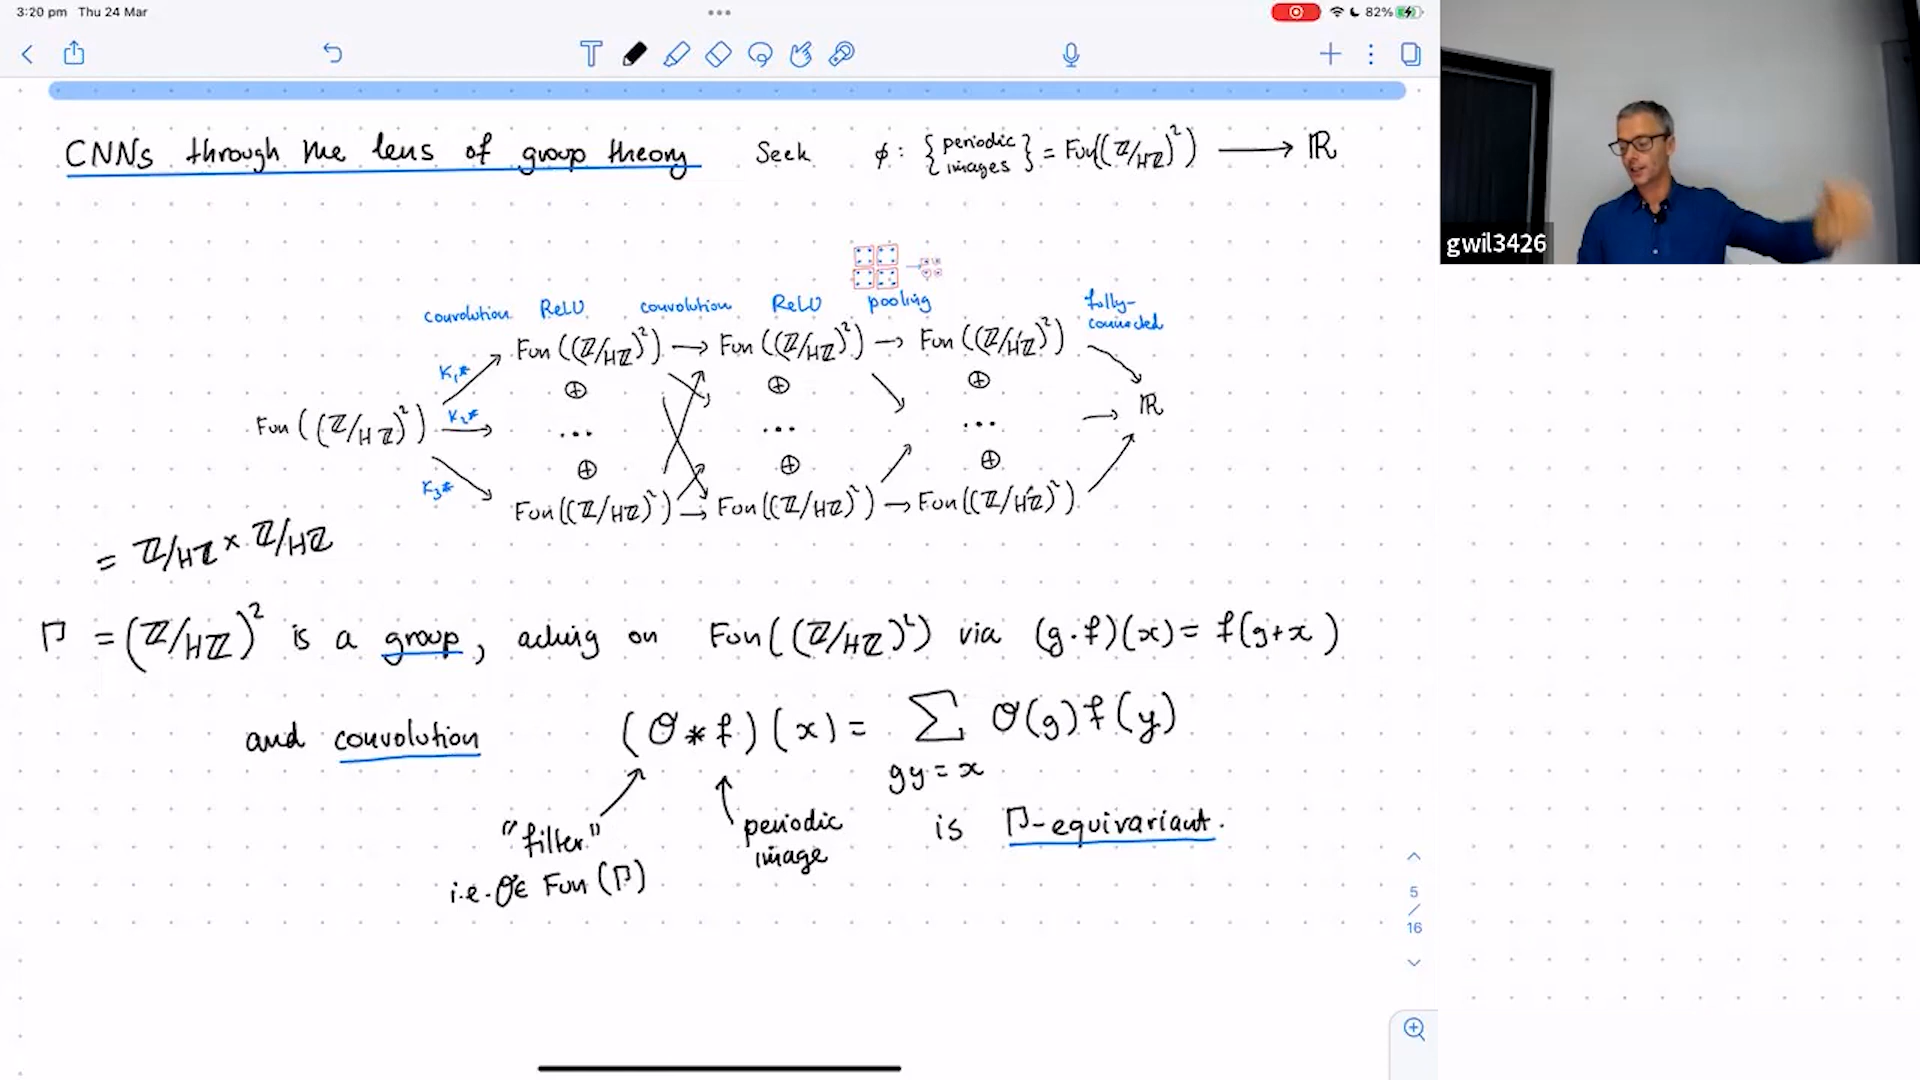 3:20 pm Thu 24 Mar
82%
gwil3426
CNNs through the lens of group theory Seek φ: { periodic images } = Fun((ℤ/Hℤ)²) ⟶ ℝ
convolution ReLU convolution ReLU pooling fully-connected
K₁* Fun((ℤ/Hℤ)²) → Fun((ℤ/Hℤ)²) → Fun((ℤ/H'ℤ)²)
⊕ ⊕ ⊕
Fun((ℤ/Hℤ)²) K₂* ... ... ... → ℝ
⊕ ⊕ ⊕
K₃* Fun((ℤ/Hℤ)²) → Fun((ℤ/Hℤ)²) → Fun((ℤ/H'ℤ)²)
= ℤ/Hℤ × ℤ/Hℤ
Γ = (ℤ/Hℤ)² is a group, acting on Fun((ℤ/Hℤ)²) via (g·f)(x) = f(g+x)
and convolution (σ * f)(x) = Σ σ(g)f(y)
gy = x
"filter" periodic is Γ-equivariant.
i.e. σ ∈ Fun(Γ) image
5
/
16